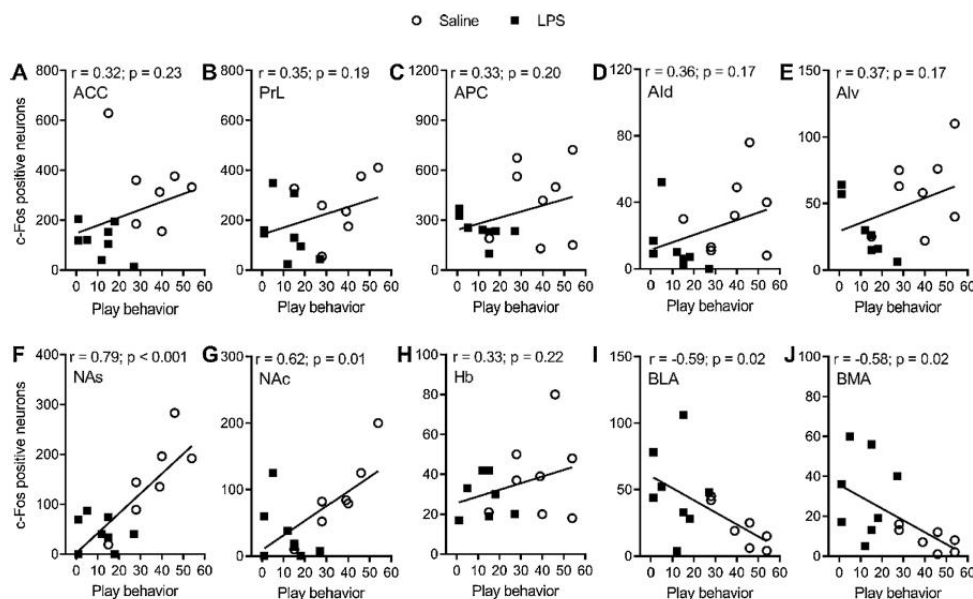 Saline LPS
A r = 0.32; p = 0.23
ACC
B r = 0.35; p = 0.19
PrL
C r = 0.33; p = 0.20
APC
D r = 0.36; p = 0.17
AId
E r = 0.37; p = 0.17
AIv
c-Fos positive neurons
800
600
400
200
0
800
600
400
200
0
1200
900
600
300
0
120
80
40
0
150
100
50
0
0 10 20 30 40 50 60
0 10 20 30 40 50 60
0 10 20 30 40 50 60
0 10 20 30 40 50 60
0 10 20 30 40 50 60
Play behavior
Play behavior
Play behavior
Play behavior
Play behavior
F r = 0.79; p < 0.001
NAs
G r = 0.62; p = 0.01
NAc
H r = 0.33; p = 0.22
Hb
I r = -0.59; p = 0.02
BLA
J r = -0.58; p = 0.02
BMA
c-Fos positive neurons
400
300
200
100
0
300
200
100
0
100
80
60
40
20
0
150
100
50
0
100
80
60
40
20
0
0 10 20 30 40 50 60
0 10 20 30 40 50 60
0 10 20 30 40 50 60
0 10 20 30 40 50 60
0 10 20 30 40 50 60
Play behavior
Play behavior
Play behavior
Play behavior
Play behavior